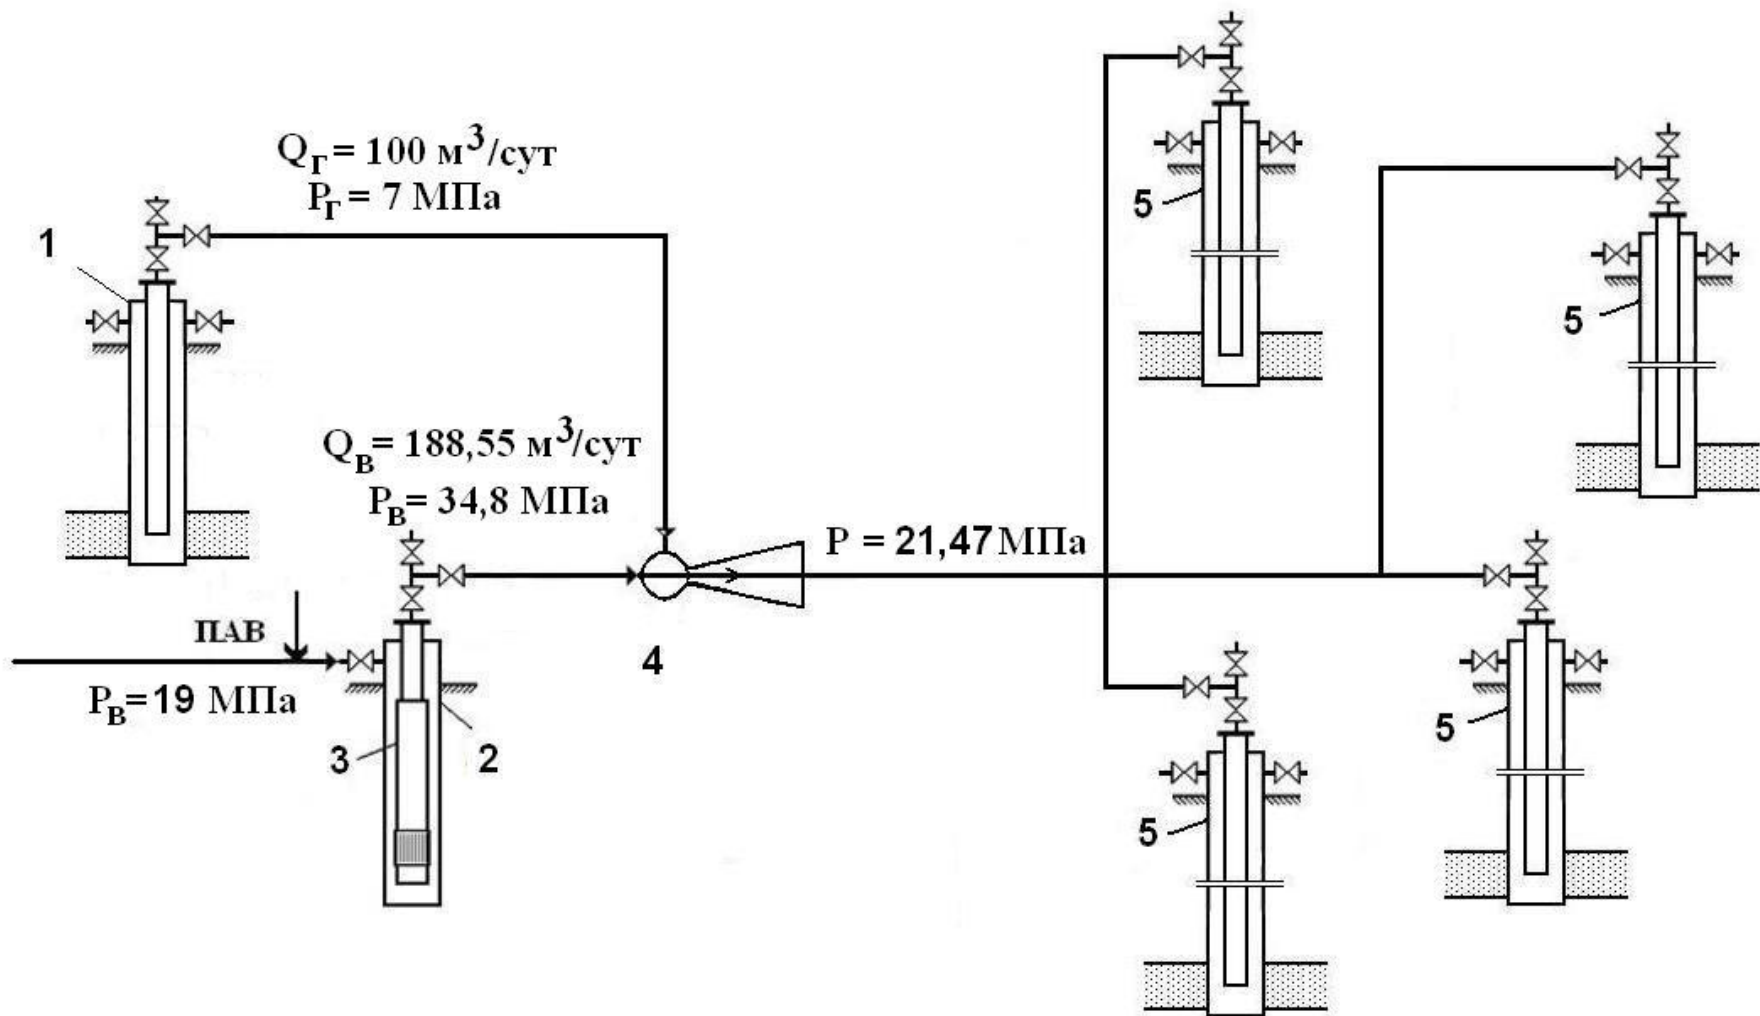 Qг = 100 м³/сут
Pг = 7 МПа
1
5
5
Qв = 188,55 м³/сут
Pв = 34,8 МПа
P = 21,47 МПа
ПАВ
4
Pв = 19 МПа
3
2
5
5